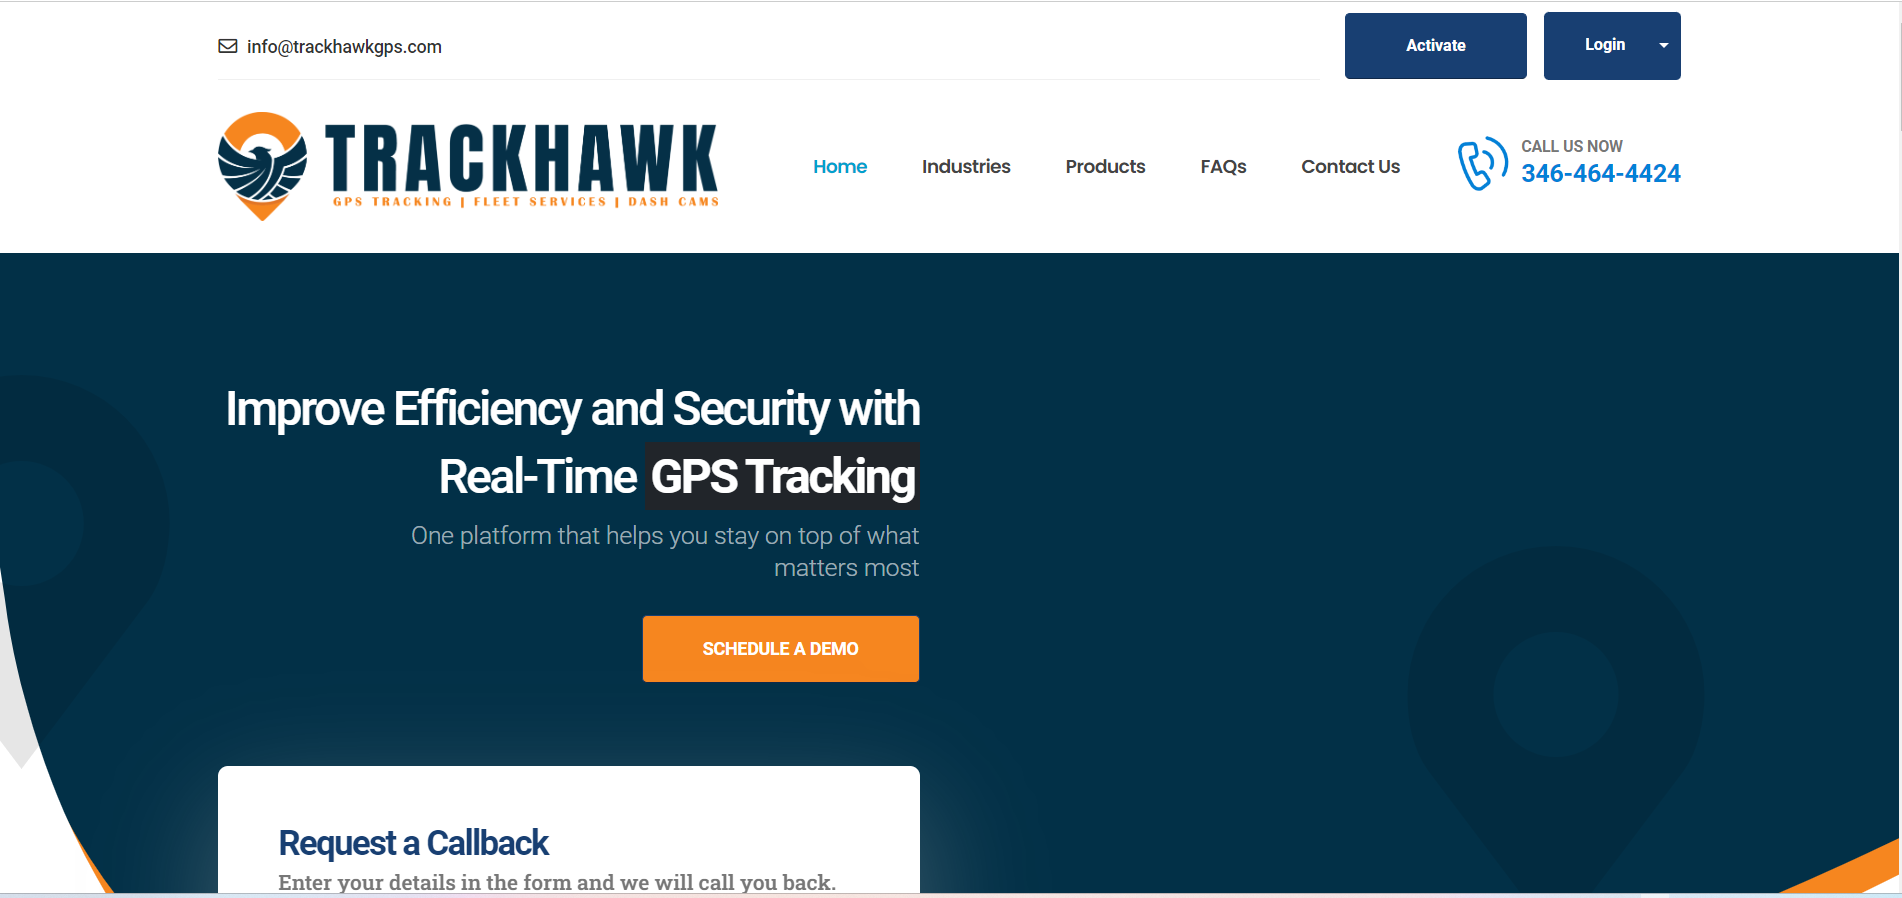 info@trackhawkgps.com
Activate
Login
TRACKHAWK
GPS TRACKING | FLEET SERVICES | DASH CAMS
Home
Industries
Products
FAQs
Contact Us
CALL US NOW
346-464-4424
Improve Efficiency and Security with
Real-Time GPS Tracking
One platform that helps you stay on top of what
matters most
SCHEDULE A DEMO
Request a Callback
Enter your details in the form and we will call you back.